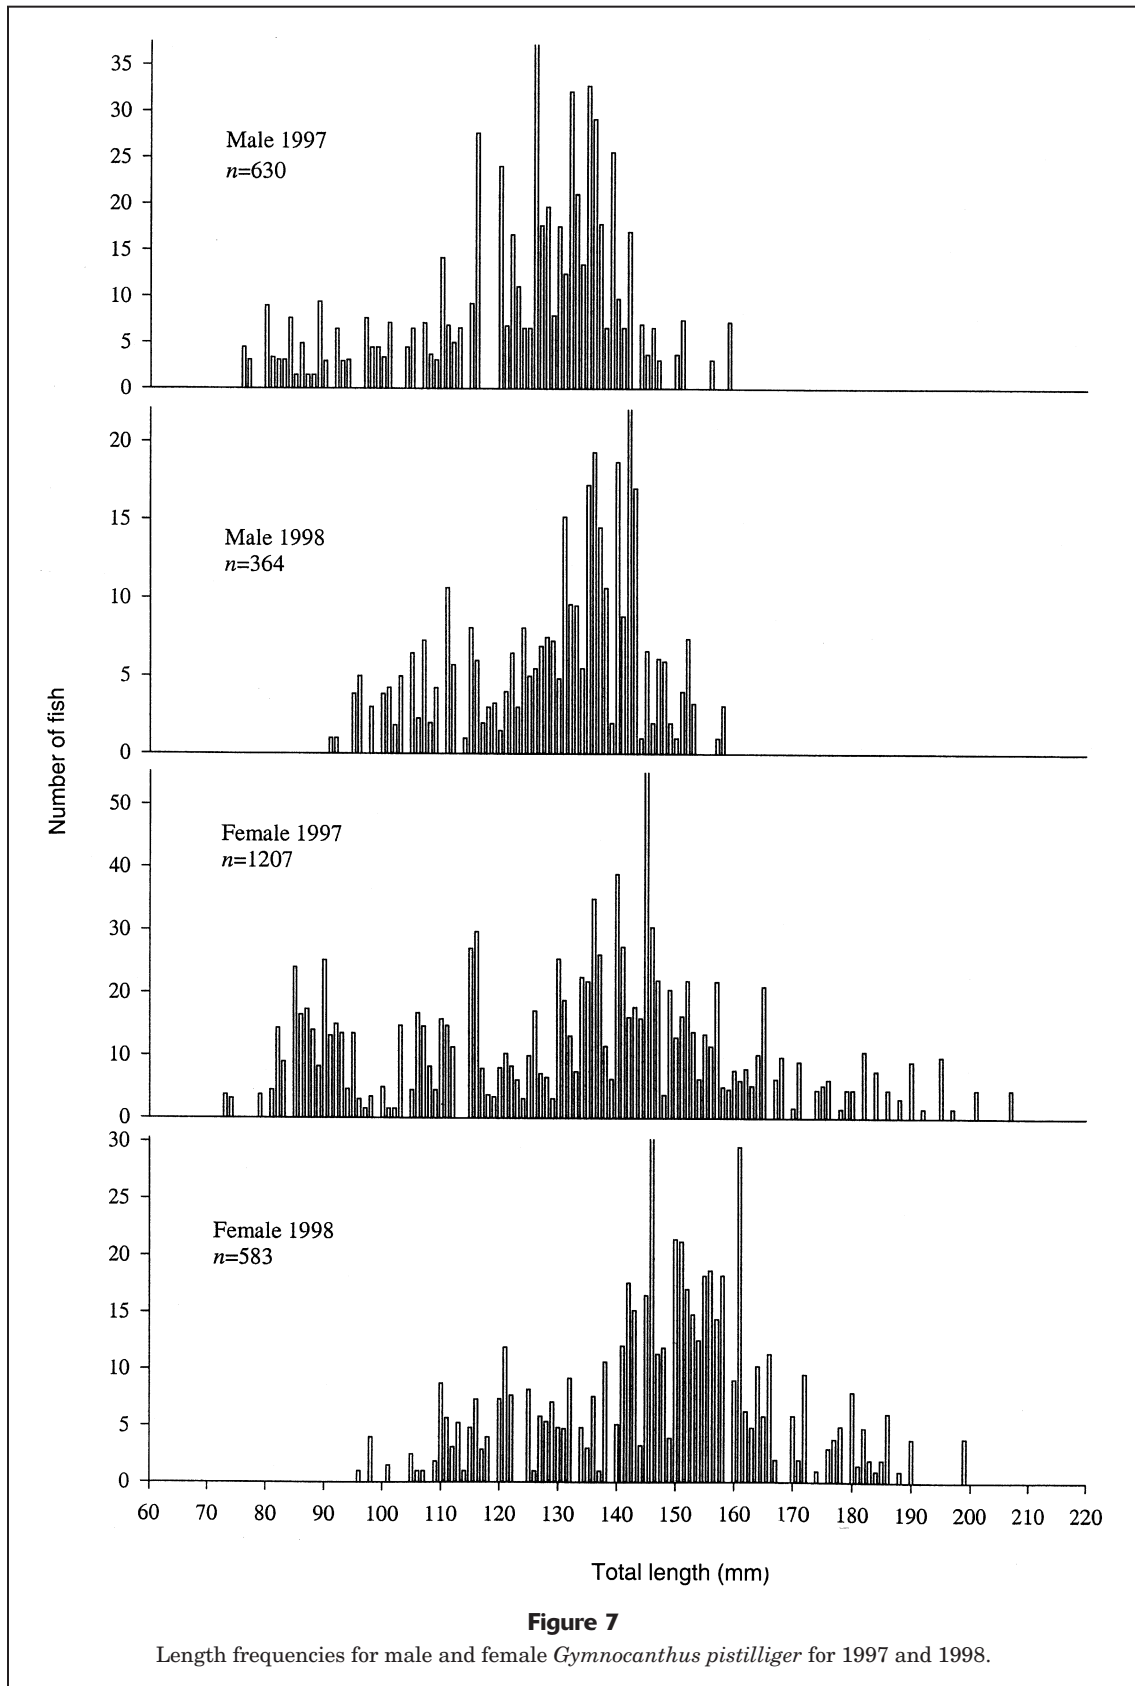 35
30
25
20
15
10
5
0
Male 1997
n=630
20
15
10
5
0
Male 1998
n=364
Number of fish
50
40
30
20
10
0
Female 1997
n=1207
30
25
20
15
10
5
0
Female 1998
n=583
60 70 80 90 100 110 120 130 140 150 160 170 180 190 200 210 220
Total length (mm)
Figure 7
Length frequencies for male and female Gymnocanthus pistilliger for 1997 and 1998.